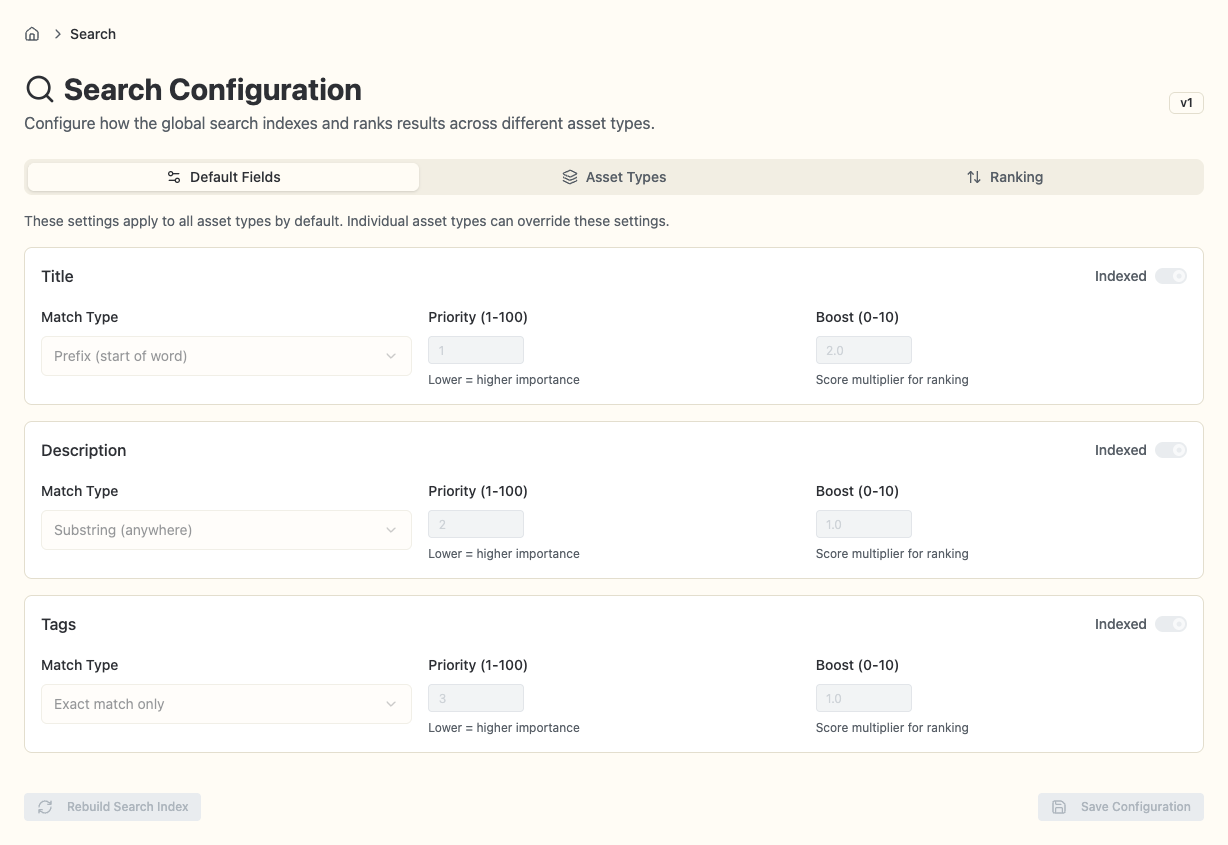 Search
Search Configuration
Configure how the global search indexes and ranks results across different asset types.
v1
Default Fields
Asset Types
Ranking
These settings apply to all asset types by default. Individual asset types can override these settings.
Title
Indexed
Match Type
Priority (1-100)
Boost (0-10)
Prefix (start of word)
1
2.0
Lower = higher importance
Score multiplier for ranking
Description
Indexed
Match Type
Priority (1-100)
Boost (0-10)
Substring (anywhere)
2
1.0
Lower = higher importance
Score multiplier for ranking
Tags
Indexed
Match Type
Priority (1-100)
Boost (0-10)
Exact match only
3
1.0
Lower = higher importance
Score multiplier for ranking
Rebuild Search Index
Save Configuration